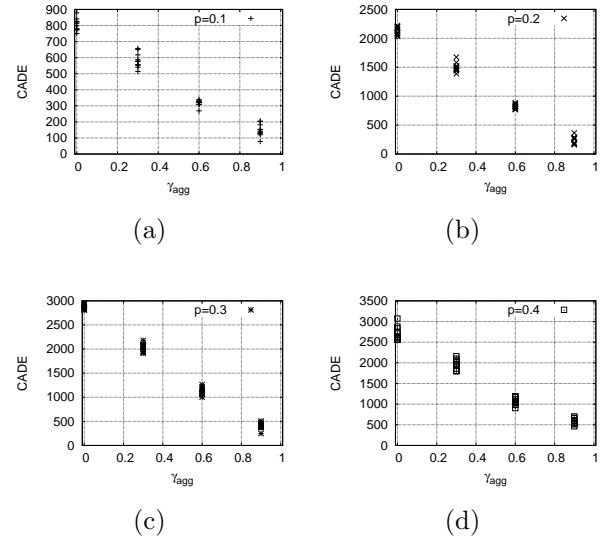 900
800
700
600
500
400
300
200
100
0
CADE
p=0.1
0 0.2 0.4 0.6 0.8 1
γagg
(a)
2500
2000
1500
1000
500
0
CADE
p=0.2
0 0.2 0.4 0.6 0.8 1
γagg
(b)
3000
2500
2000
1500
1000
500
0
CADE
p=0.3
0 0.2 0.4 0.6 0.8 1
γagg
(c)
3500
3000
2500
2000
1500
1000
500
0
CADE
p=0.4
0 0.2 0.4 0.6 0.8 1
γagg
(d)